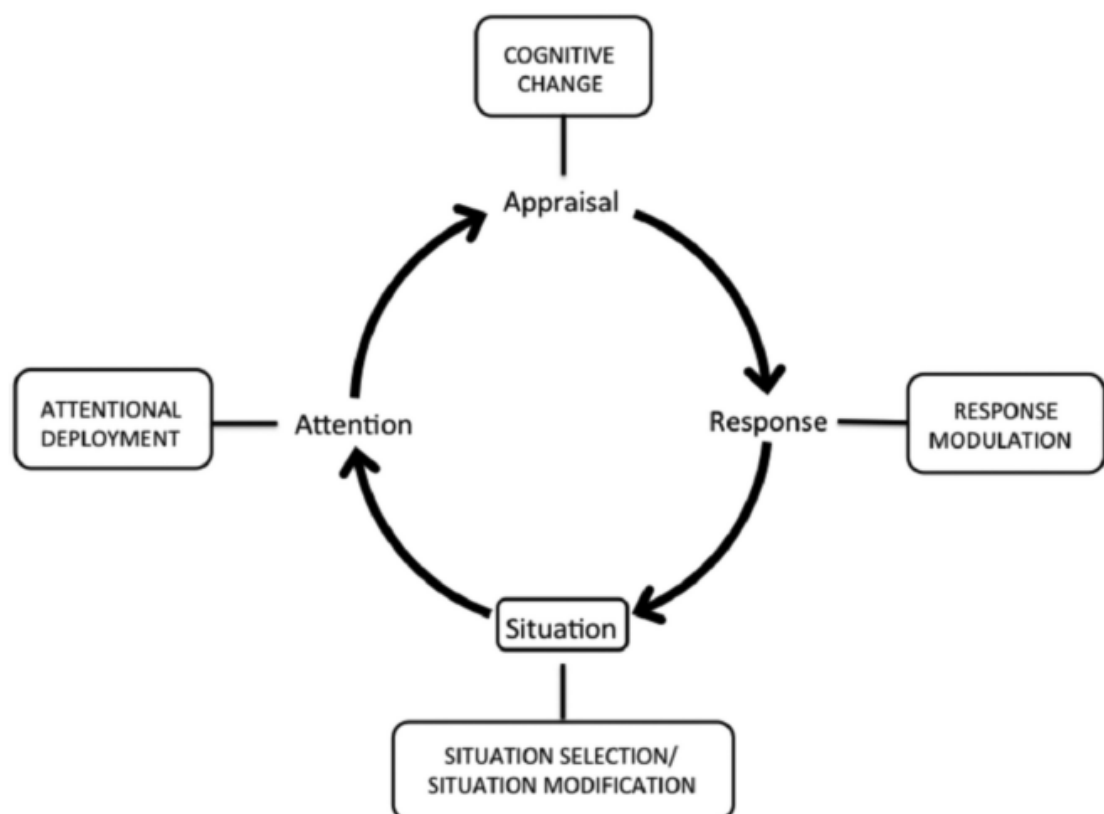 COGNITIVE
CHANGE
Appraisal
ATTENTIONAL
DEPLOYMENT
Attention
Response
RESPONSE
MODULATION
Situation
SITUATION SELECTION/
SITUATION MODIFICATION